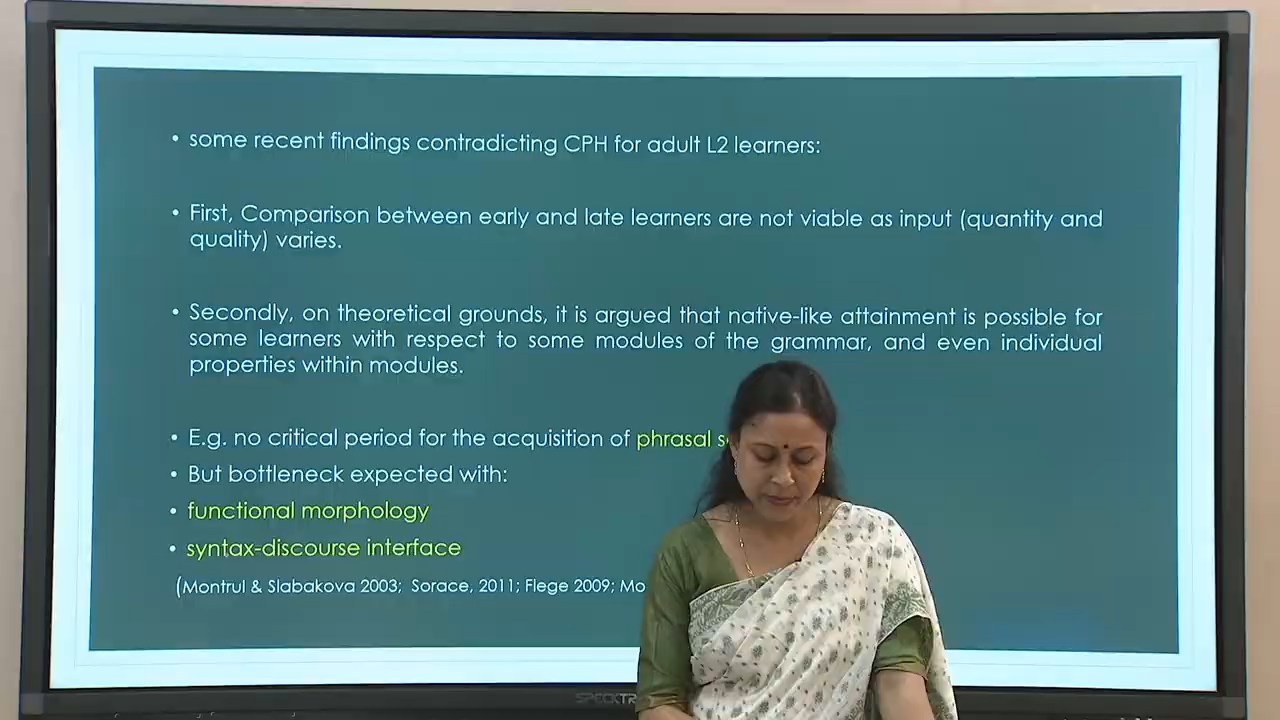 • some recent findings contradicting CPH for adult L2 learners:
• First, Comparison between early and late learners are not viable as input (quantity and
quality) varies.
• Secondly, on theoretical grounds, it is argued that native-like attainment is possible for
some learners with respect to some modules of the grammar, and even individual
properties within modules.
• E.g. no critical period for the acquisition of phrasal
• But bottleneck expected with:
• functional morphology
• syntax-discourse interface
(Montrul & Slabakova 2003; Sorace, 2011; Flege 2009;